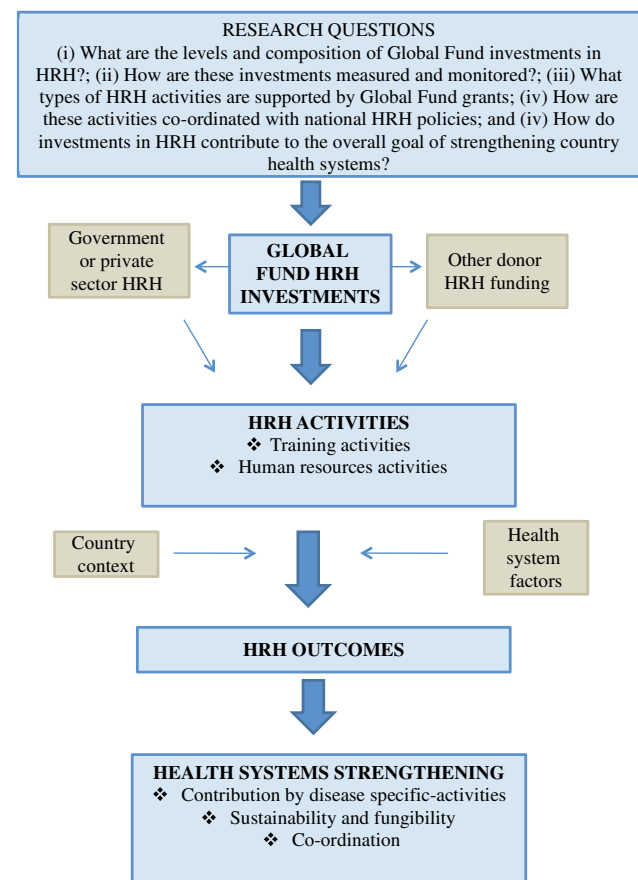 RESEARCH QUESTIONS
(i) What are the levels and composition of Global Fund investments in
HRH?; (ii) How are these investments measured and monitored?; (iii) What
types of HRH activities are supported by Global Fund grants; (iv) How are
these activities co-ordinated with national HRH policies; and (iv) How do
investments in HRH contribute to the overall goal of strengthening country
health systems?
Government
or private
sector HRH
GLOBAL
FUND HRH
INVESTMENTS
Other donor
HRH funding
HRH ACTIVITIES
❖ Training activities
❖ Human resources activities
Country
context
Health
system
factors
HRH OUTCOMES
HEALTH SYSTEMS STRENGTHENING
❖ Contribution by disease specific-activities
❖ Sustainability and fungibility
❖ Co-ordination